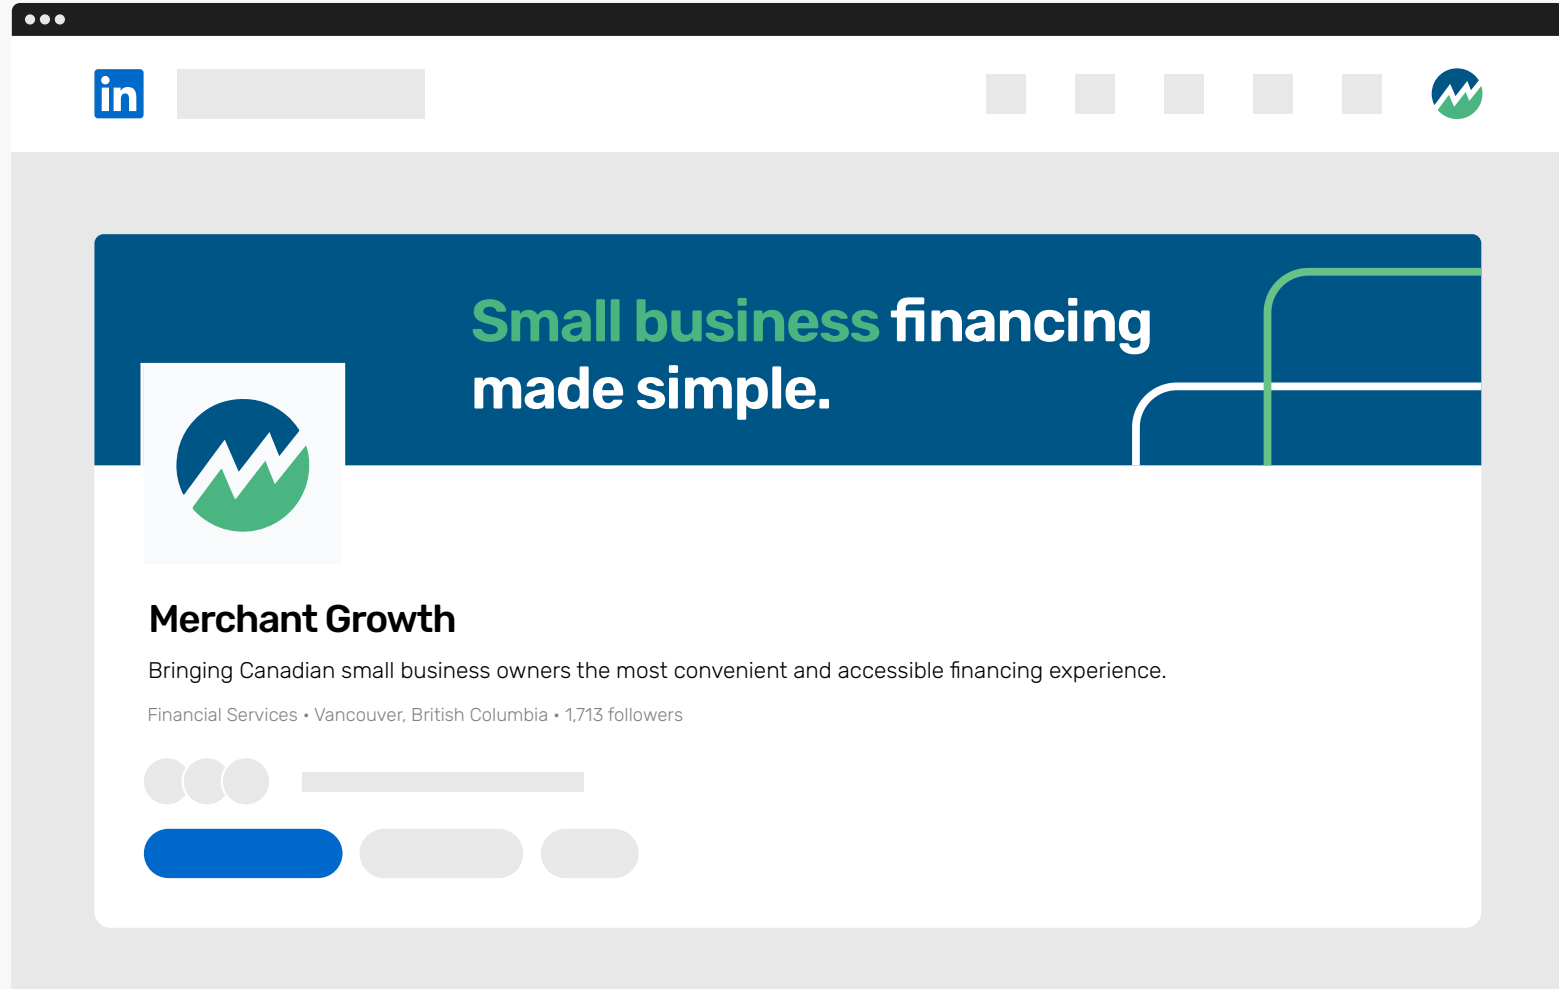 in
Small business financing
made simple.
Merchant Growth
Bringing Canadian small business owners the most convenient and accessible financing experience.
Financial Services • Vancouver, British Columbia • 1,713 followers